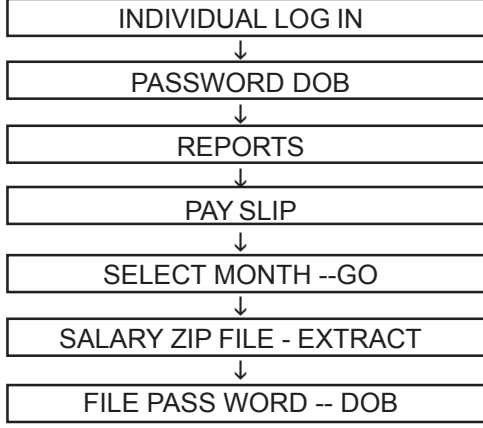 INDIVIDUAL LOG IN
↓
PASSWORD DOB
↓
REPORTS
↓
PAY SLIP
↓
SELECT MONTH --GO
↓
SALARY ZIP FILE - EXTRACT
↓
FILE PASS WORD -- DOB